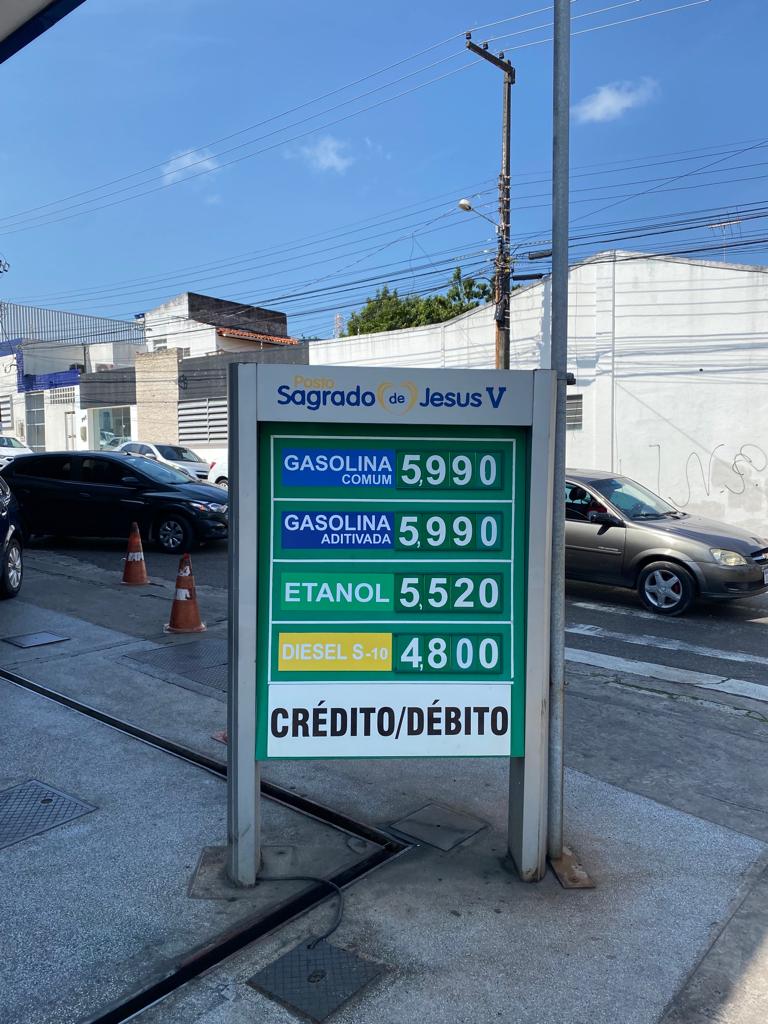 Posto
Sagrado de Jesus V
GASOLINA
COMUM
5,990
GASOLINA
ADITIVADA
5,990
ETANOL
5,520
DIESEL S-10
4,800
CRÉDITO/DÉBITO